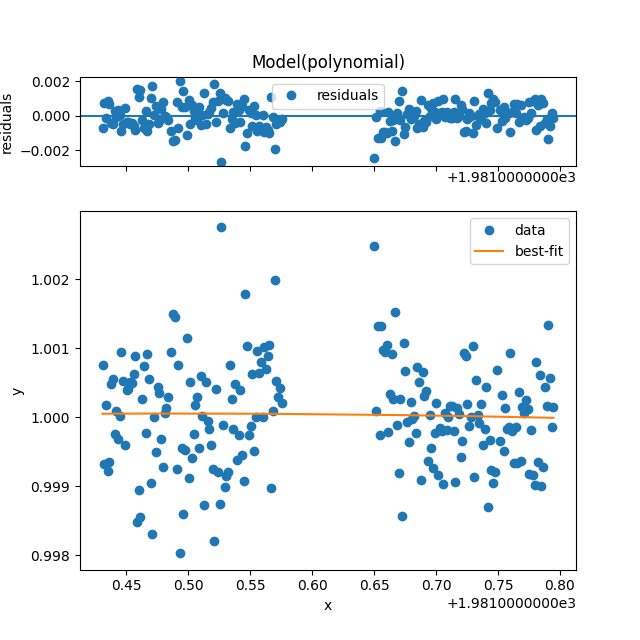 Model(polynomial)
0.002
0.000
−0.002
residuals
residuals
+1.9810000000e3
1.002
1.001
1.000
0.999
0.998
y
data
best-fit
0.45 0.50 0.55 0.60 0.65 0.70 0.75 0.80
x
+1.9810000000e3